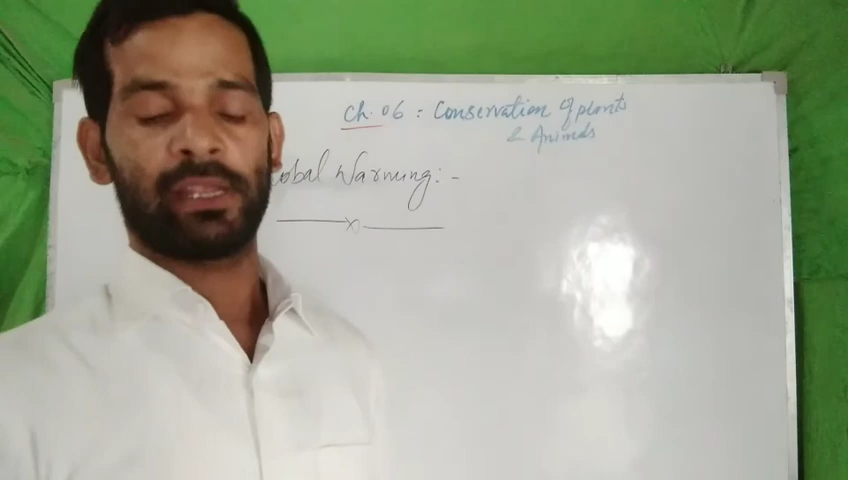 Ch. 06 : Conservation of plants
& Animals
obal Warming:-